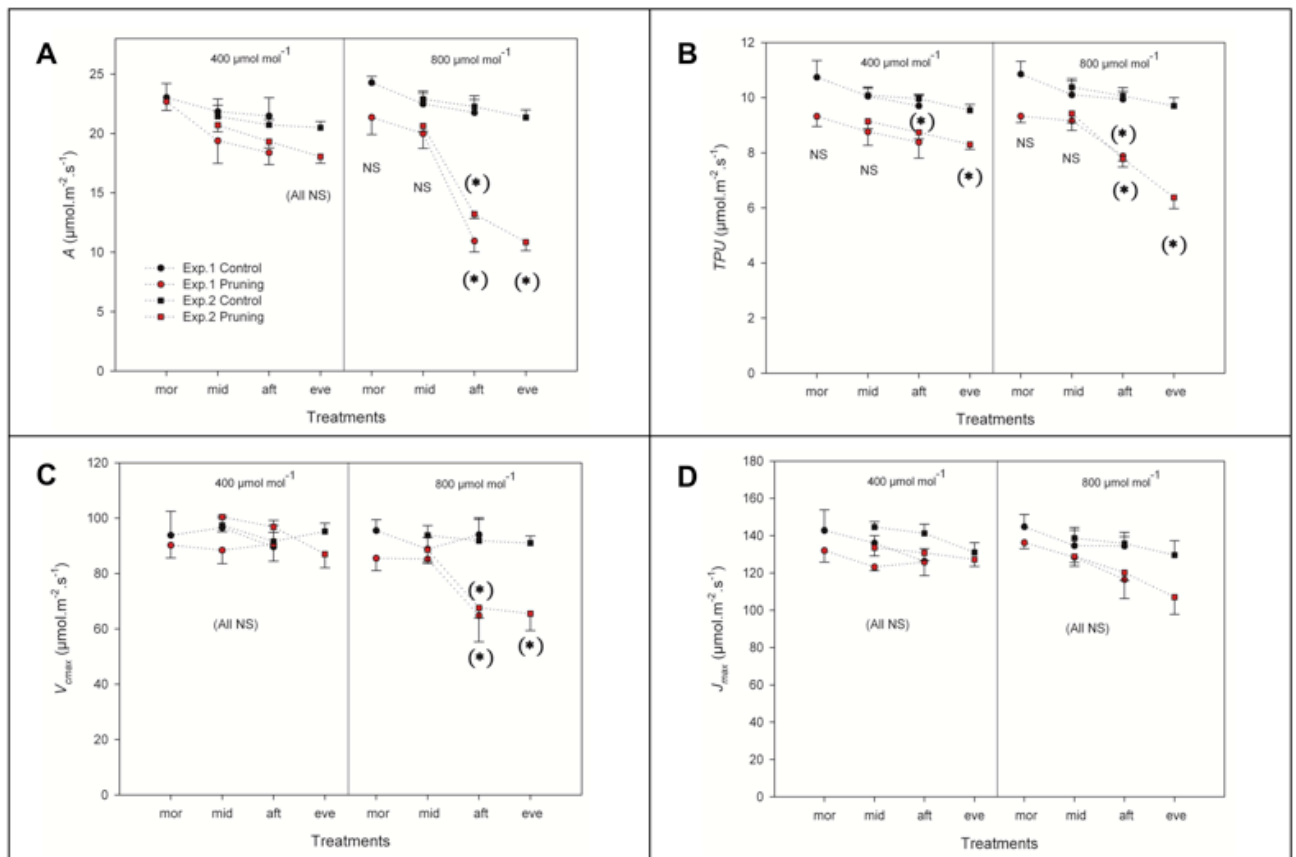 A
400 µmol mol⁻¹
800 µmol mol⁻¹
25
20
15
10
5
0
A (µmol.m⁻².s⁻¹)
NS
NS
(*)
(All NS)
(*)
(*)
Exp.1 Control
Exp.1 Pruning
Exp.2 Control
Exp.2 Pruning
mor mid aft eve mor mid aft eve
Treatments
B
400 µmol mol⁻¹
800 µmol mol⁻¹
12
10
8
6
4
2
0
TPU (µmol.m⁻².s⁻¹)
(*)
NS
NS
(*)
NS
NS
(*)
(*)
(*)
mor mid aft eve mor mid aft eve
Treatments
C
400 µmol mol⁻¹
800 µmol mol⁻¹
120
100
80
60
40
20
0
Vcmax (µmol.m⁻².s⁻¹)
(All NS)
(*)
(*)
(*)
mor mid aft eve mor mid aft eve
Treatments
D
400 µmol mol⁻¹
800 µmol mol⁻¹
180
160
140
120
100
80
60
40
20
0
Jmax (µmol.m⁻².s⁻¹)
(All NS)
(All NS)
mor mid aft eve mor mid aft eve
Treatments